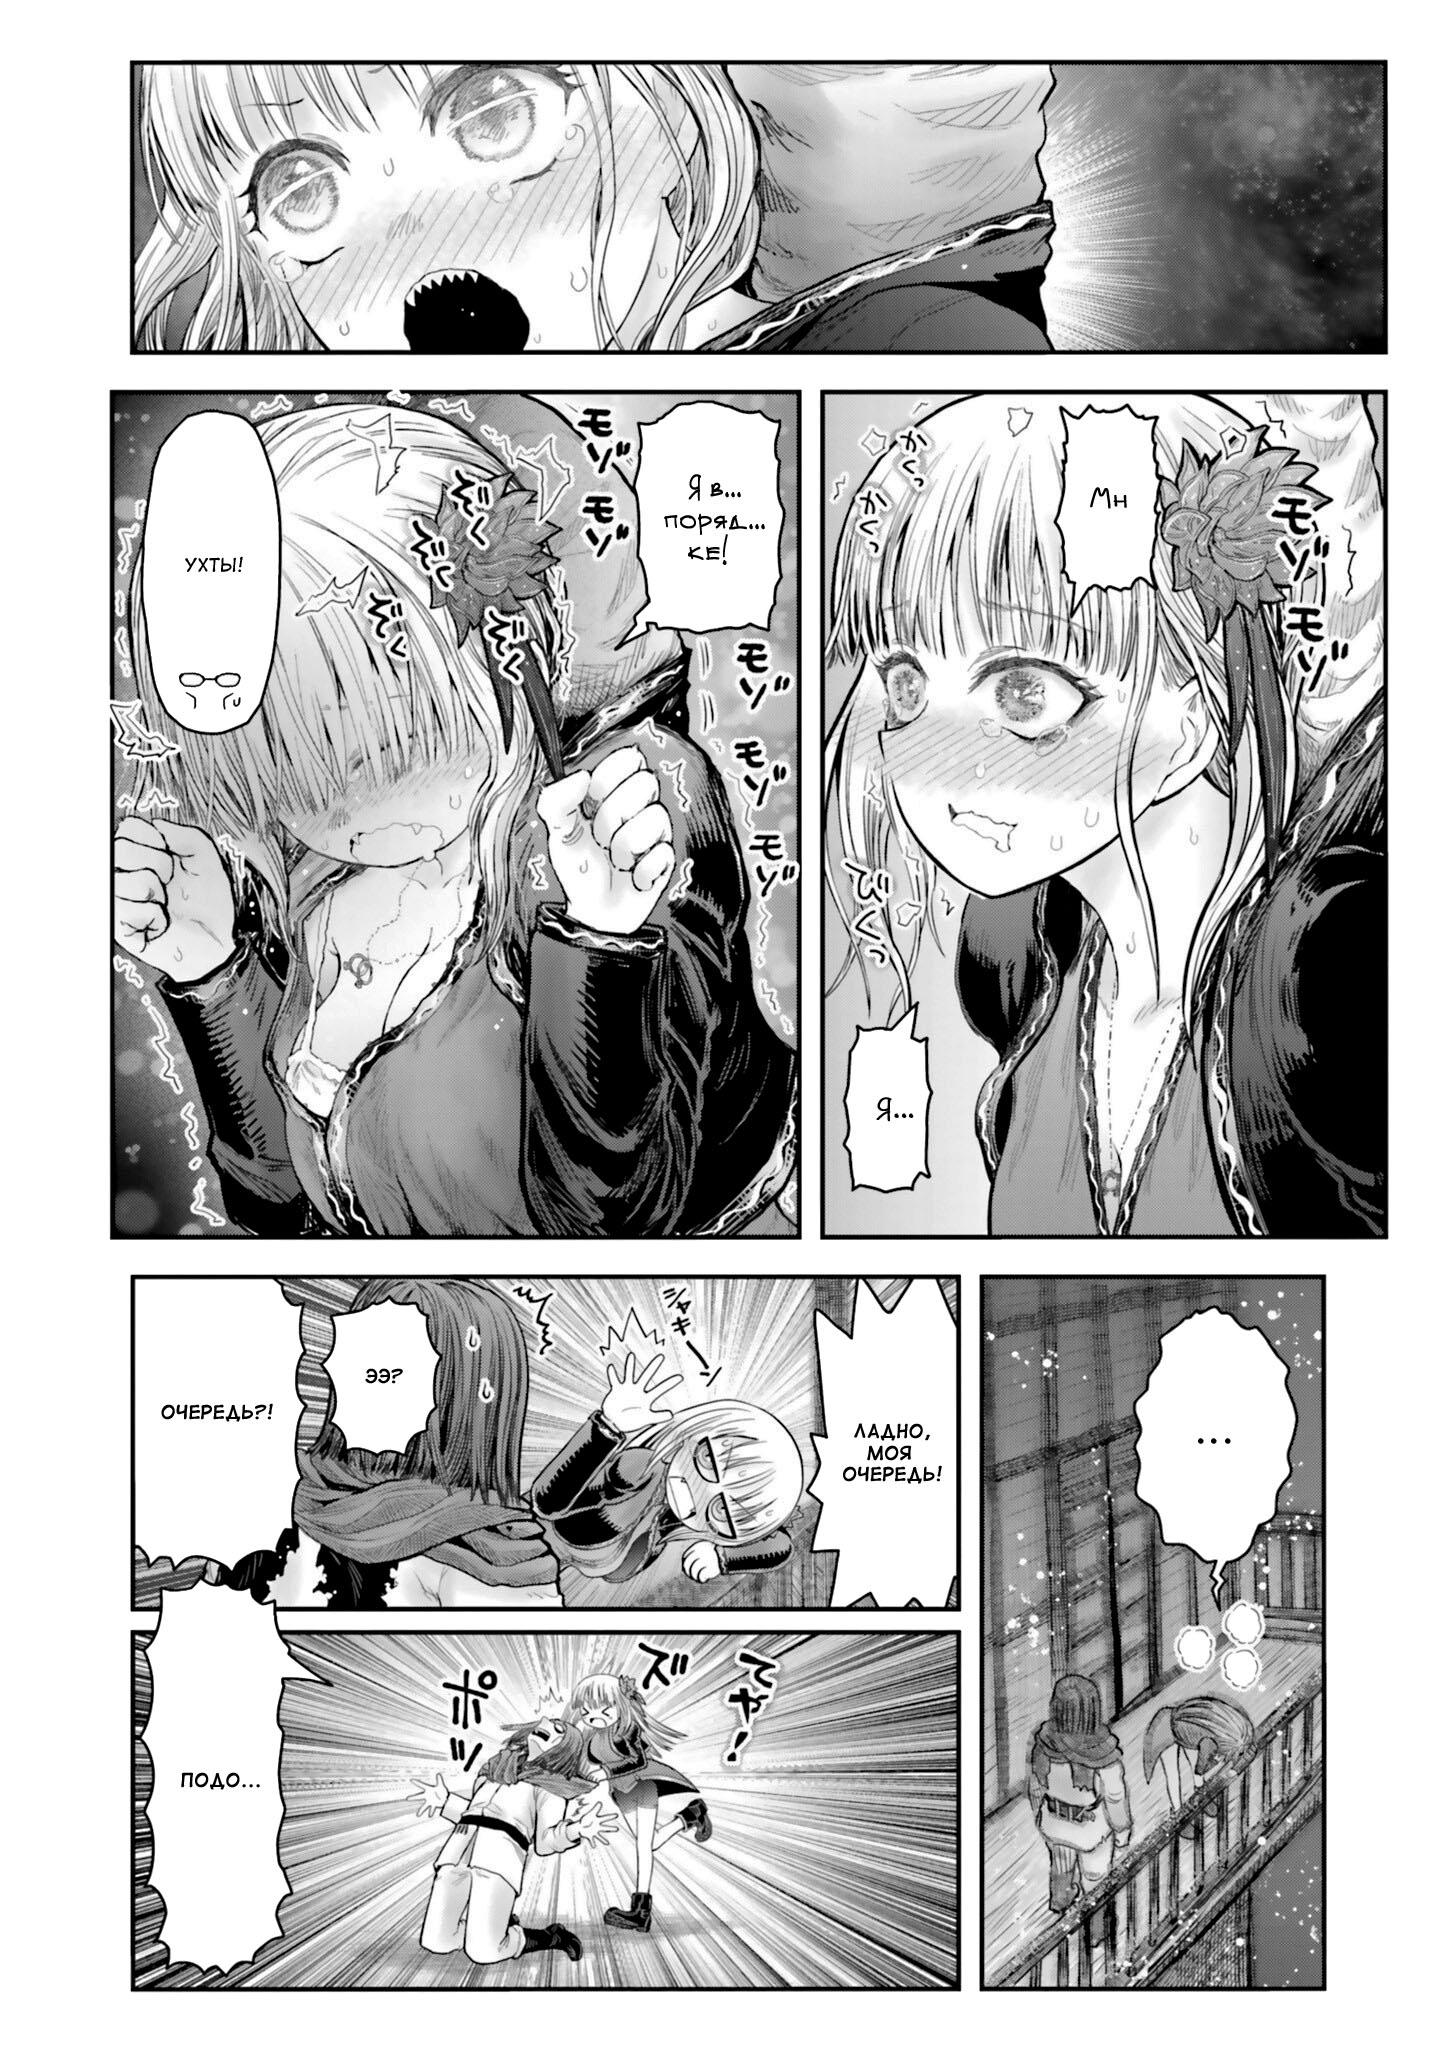 Мн
かくっ
かくっ
モゾ゛
モゾ゛
びくっ
Я...
Я в...
поряд...
ке!
モゾ゛
モゾ゛
モゾ゛
モゾ゛
モゾ゛
ぞく
ぞく
ぞく
ぞく
УХТЫ!
...
ЛАДНО,
МОЯ
ОЧЕРЕДЬ!
シャキーン
ЭЭ?
ОЧЕРЕДЬ?!
てやー!
ズボッ
ПОДО...